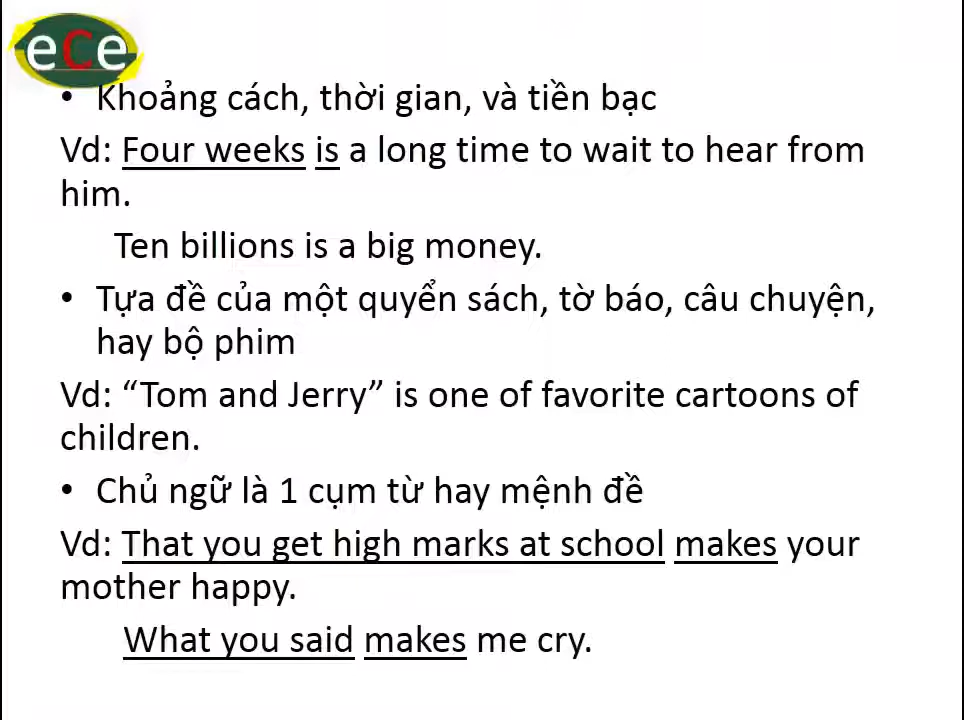 ece
• Khoảng cách, thời gian, và tiền bạc
Vd: Four weeks is a long time to wait to hear from
him.
Ten billions is a big money.
• Tựa đề của một quyển sách, tờ báo, câu chuyện,
hay bộ phim
Vd: “Tom and Jerry” is one of favorite cartoons of
children.
• Chủ ngữ là 1 cụm từ hay mệnh đề
Vd: That you get high marks at school makes your
mother happy.
What you said makes me cry.